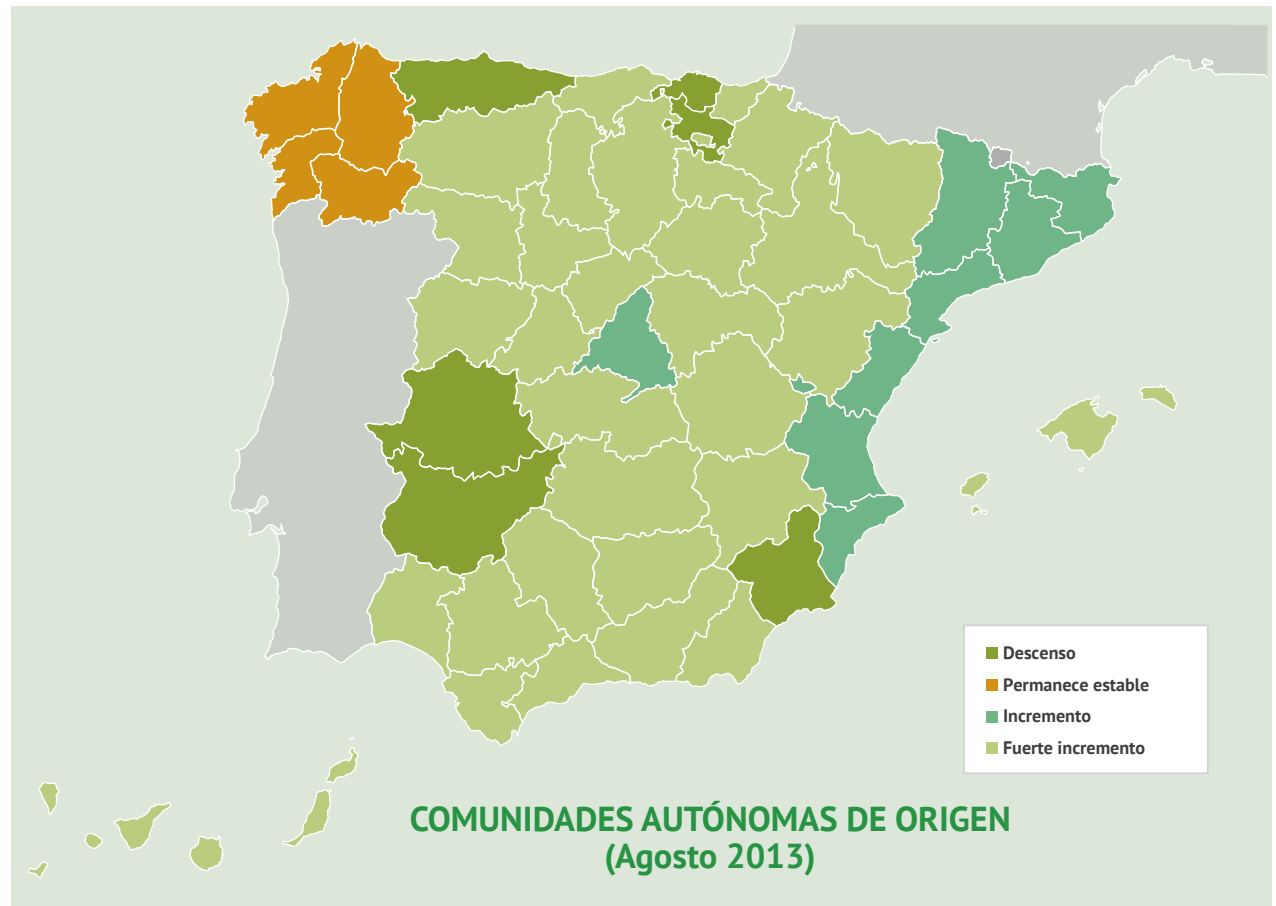 Descenso
Permanece estable
Incremento
Fuerte incremento
COMUNIDADES AUTÓNOMAS DE ORIGEN
(Agosto 2013)